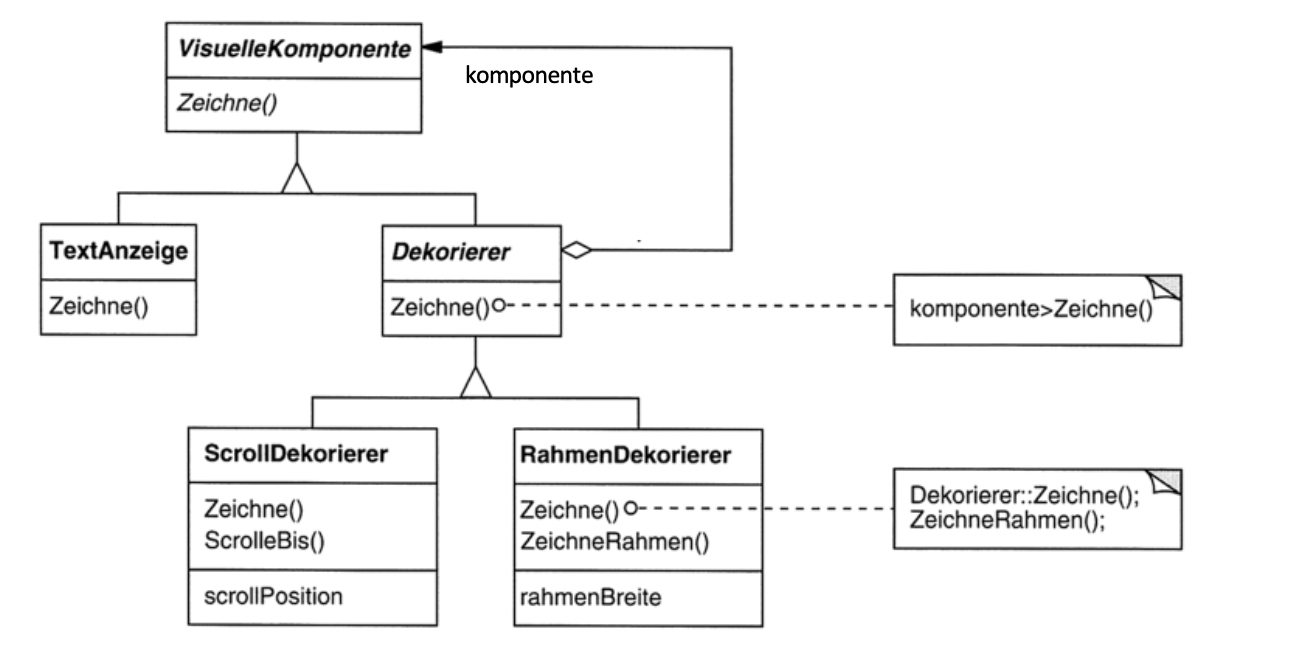 VisuelleKomponente
komponente
Zeichne()
TextAnzeige
Dekorierer
Zeichne()
Zeichne()
komponente>Zeichne()
ScrollDekorierer
RahmenDekorierer
Zeichne()
ScrolleBis()
Zeichne()
ZeichneRahmen()
Dekorierer::Zeichne();
ZeichneRahmen();
scrollPosition
rahmenBreite